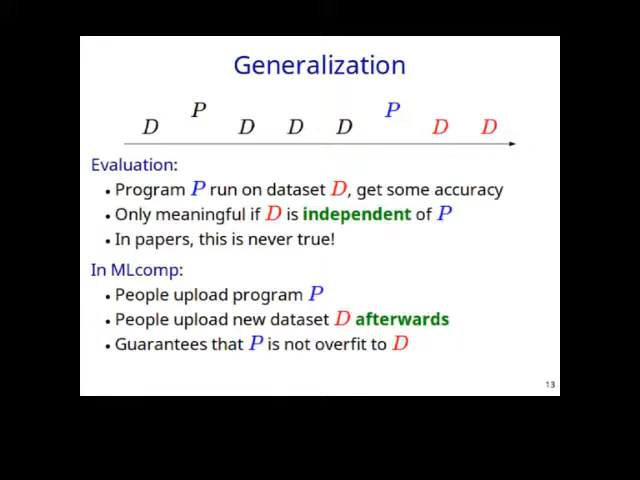 Generalization
D P D D D P D D
Evaluation:
• Program P run on dataset D, get some accuracy
• Only meaningful if D is independent of P
• In papers, this is never true!
In MLcomp:
• People upload program P
• People upload new dataset D afterwards
• Guarantees that P is not overfit to D
13